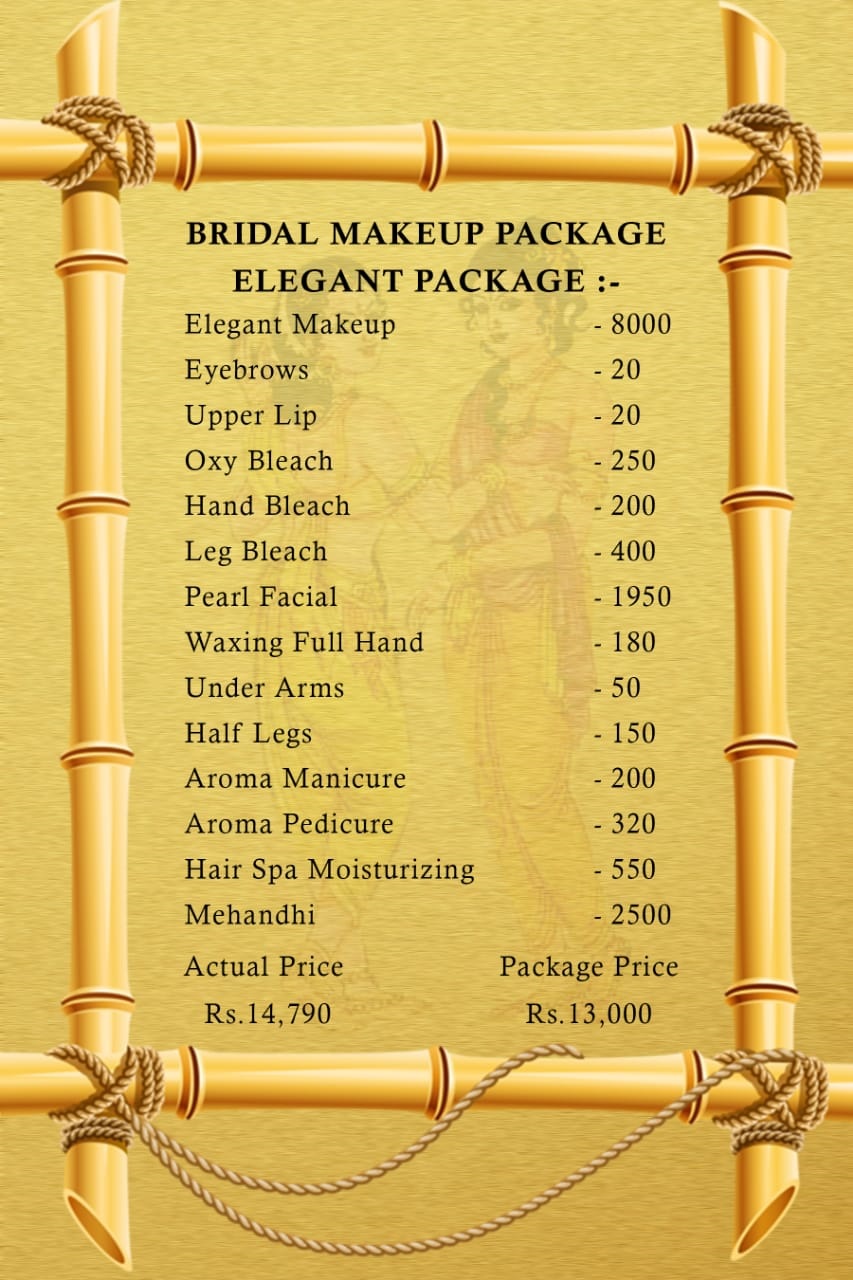 BRIDAL MAKEUP PACKAGE
ELEGANT PACKAGE :-
Elegant Makeup - 8000
Eyebrows - 20
Upper Lip - 20
Oxy Bleach - 250
Hand Bleach - 200
Leg Bleach - 400
Pearl Facial - 1950
Waxing Full Hand - 180
Under Arms - 50
Half Legs - 150
Aroma Manicure - 200
Aroma Pedicure - 320
Hair Spa Moisturizing - 550
Mehandhi - 2500
Actual Price Package Price
Rs.14,790 Rs.13,000